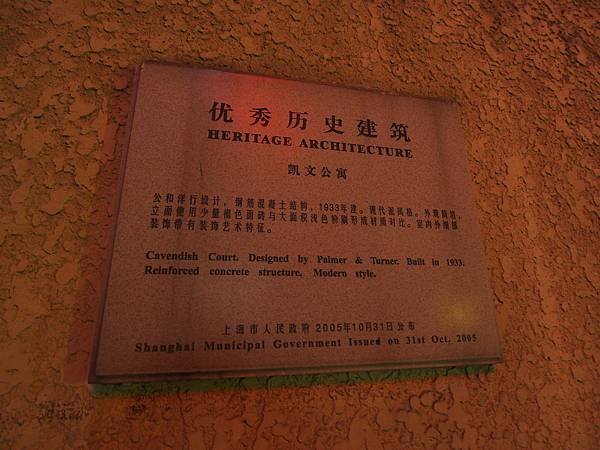 优秀历史建筑
HERITAGE ARCHITECTURE
凯文公寓
公和洋行设计，钢筋混凝土结构，1933年建。现代派风格。外观简洁，
立面使用少量褐色面砖与大面积浅色粉刷形成材质对比。室内外细部
装饰带有装饰艺术特征。
Cavendish Court. Designed by Palmer & Turner. Built in 1933.
Reinforced concrete structure. Modern style.
上海市人民政府 2005年10月31日公布
Shanghai Municipal Government Issued on 31st Oct. 2005